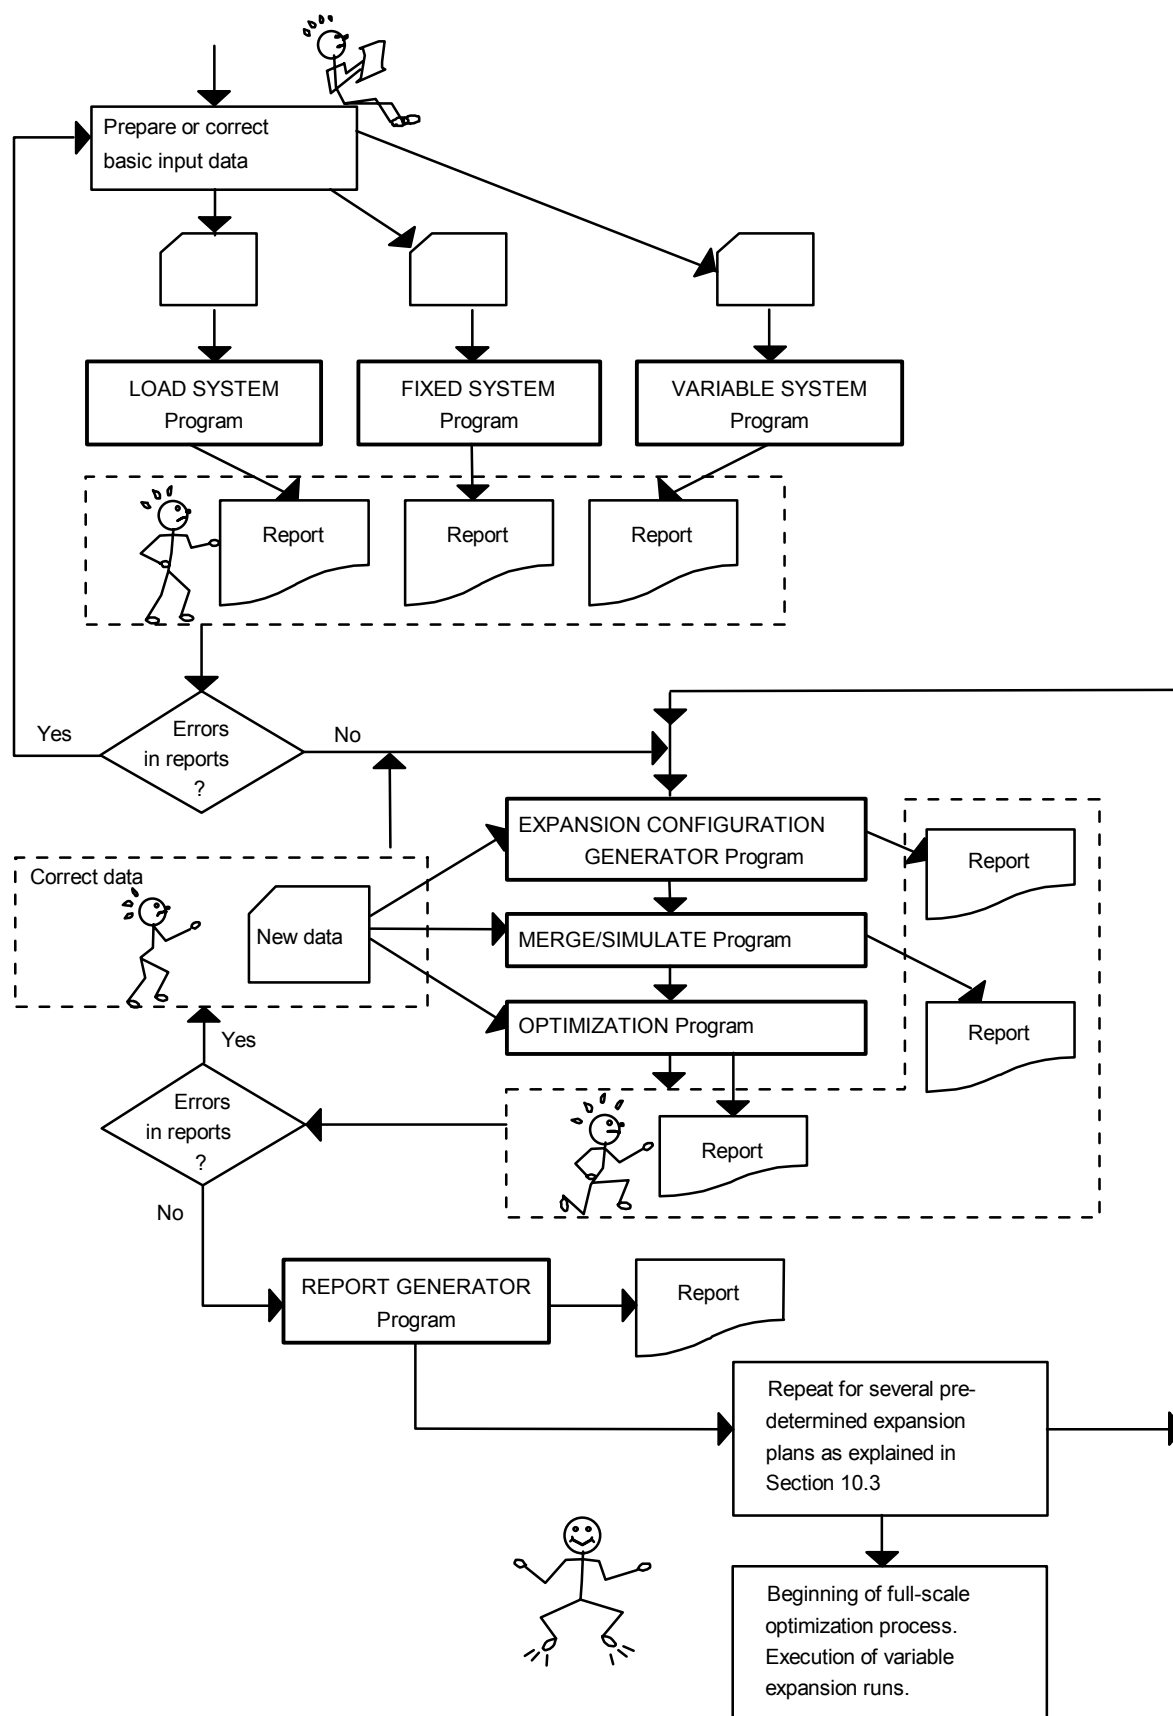 Prepare or correct
basic input data
LOAD SYSTEM
Program
FIXED SYSTEM
Program
VARIABLE SYSTEM
Program
Report
Report
Report
Errors
in reports
?
Yes
No
EXPANSION CONFIGURATION
GENERATOR Program
Report
Correct data
New data
MERGE/SIMULATE Program
OPTIMIZATION Program
Report
Yes
Errors
in reports
?
Report
No
REPORT GENERATOR
Program
Report
Repeat for several pre-
determined expansion
plans as explained in
Section 10.3
Beginning of full-scale
optimization process.
Execution of variable
expansion runs.